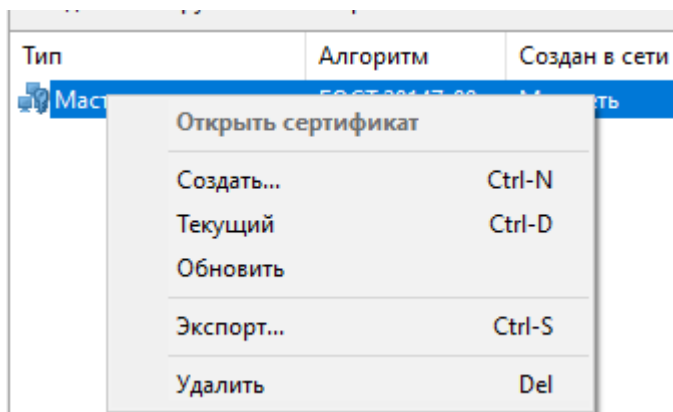 Тип Алгоритм Создан в сети
Открыть сертификат
Создать... Ctrl-N
Текущий Ctrl-D
Обновить
Экспорт... Ctrl-S
Удалить Del